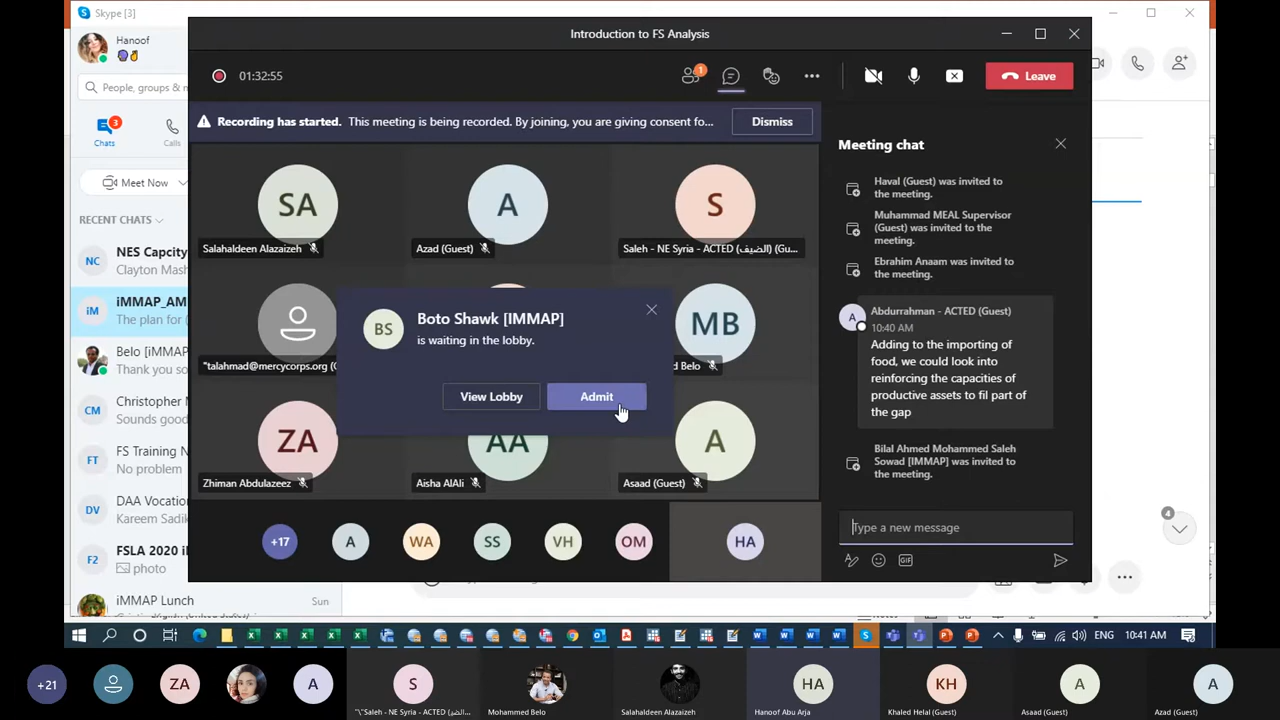 Skype [3]
Hanoof
People, groups & m
3
Chats
Calls
Meet Now
RECENT CHATS
NC
NES Capcity
Clayton Mash
iM
iMMAP_AM
The plan for (
Belo [iMMAP
Thank you so
CM
Christopher M
Sounds good
FT
FS Training N
No problem
DO
DAA Vocation
Kareem Sadik
F2
FSLA 2020 il
photo
iMMAP Lunch
Sun
Introduction to FS Analysis
01:32:55
1
Leave
Recording has started. This meeting is being recorded. By joining, you are giving consent fo...
Dismiss
SA
Salahaldeen Alazaizeh
A
Azad (Guest)
S
Saleh - NE Syria - ACTED (الضيف) (Gu...
"talahmad@mercycorps.org (
MB
d Belo
BS
Boto Shawk [IMMAP]
is waiting in the lobby.
View Lobby
Admit
ZA
Zhiman Abdulazeez
AA
Aisha AlAli
A
Asaad (Guest)
+17
A
WA
SS
VH
OM
HA
Meeting chat
Haval (Guest) was invited to
the meeting.
Muhammad MEAL Supervisor
(Guest) was invited to the
meeting.
Ebrahim Anaam was invited to
the meeting.
A
Abdurrahman - ACTED (Guest)
10:40 AM
Adding to the importing of
food, we could look into
reinforcing the capacities of
productive assets to fil part of
the gap
Bilal Ahmed Mohammed Saleh
Sowad [IMMAP] was invited to
the meeting.
Type a new message
GIF
4
ENG
10:41 AM
+21
ZA
A
S
"\"Saleh - NE Syria - ACTED
Mohammed Belo
Salahaldeen Alazaizeh
HA
Hanoof Abu Arja
KH
Khaled Helal (Guest)
A
Asaad (Guest)
A
Azad (Guest)